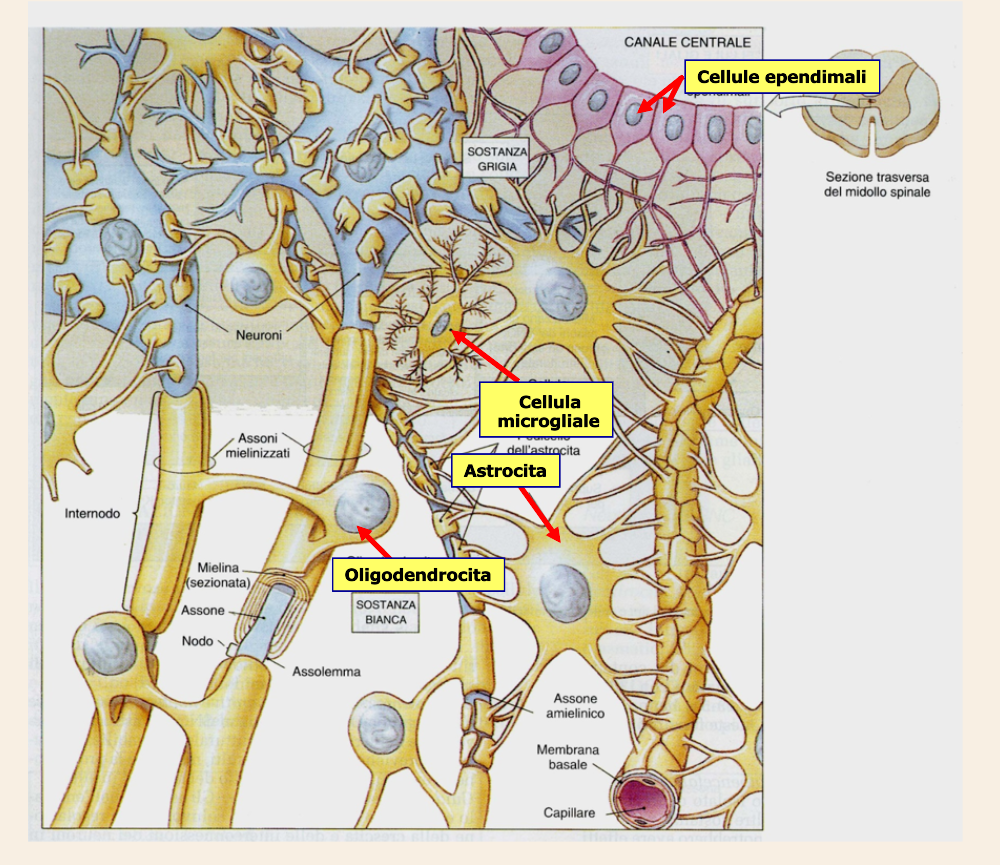 CANALE CENTRALE
Cellule ependimali
SOSTANZA
GRIGIA
Sezione trasversa
del midollo spinale
Neuroni
Cellula
microgliale
dell'astrocita
Assoni
mielinizzati
Astrocita
Internodo
Mielina
(sezionata)
Oligodendrocita
Assone
SOSTANZA
BIANCA
Nodo
Assolemma
Assone
amielinico
Membrana
basale
Capillare